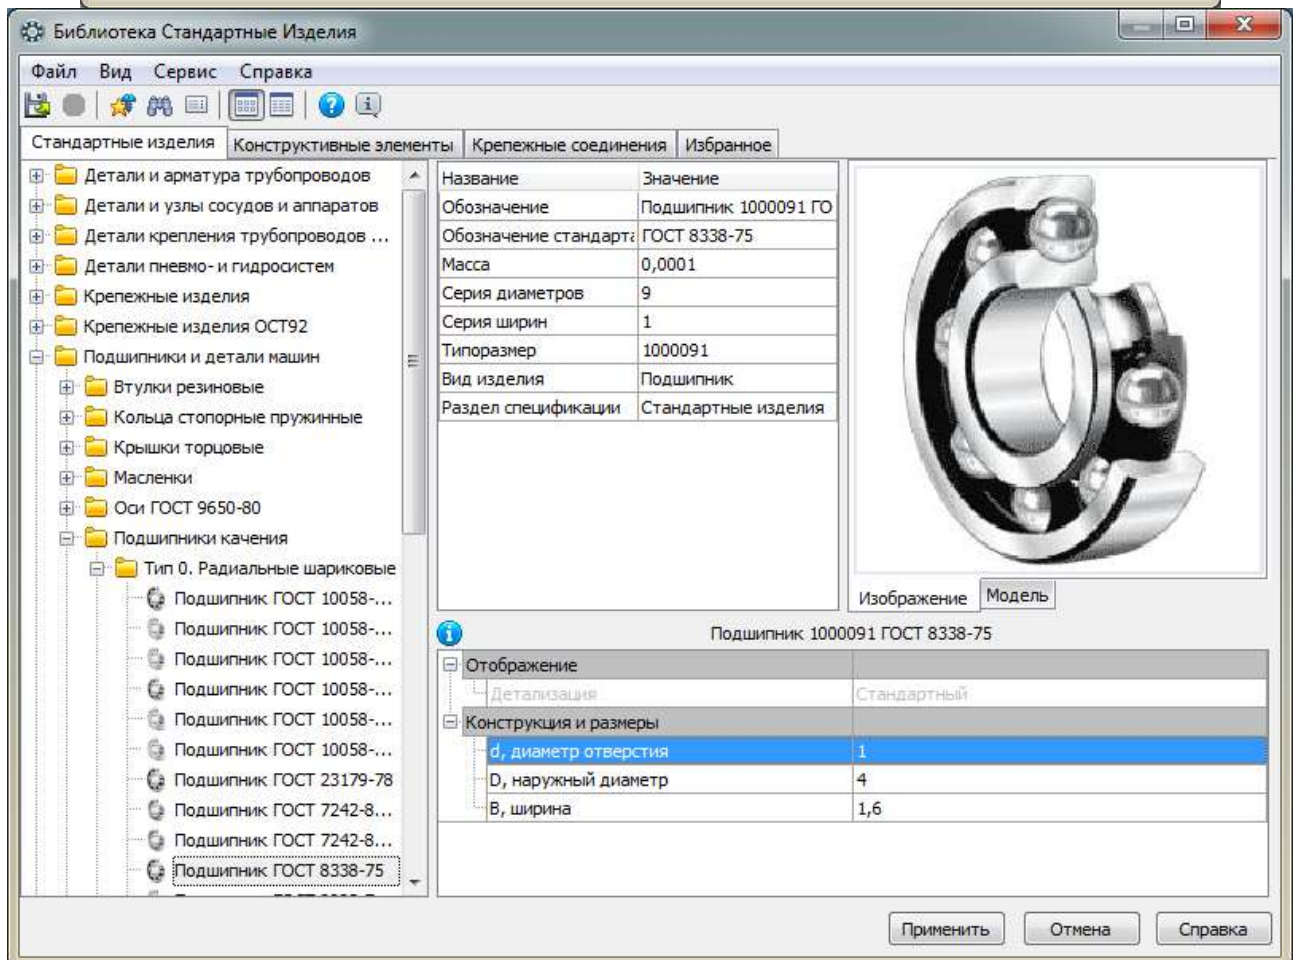 Библиотека Стандартные Изделия
Файл Вид Сервис Справка
Стандартные изделия Конструктивные элементы Крепежные соединения Избранное
Детали и арматура трубопроводов
Детали и узлы сосудов и аппаратов
Детали крепления трубопроводов ...
Детали пневмо- и гидросистем
Крепежные изделия
Крепежные изделия ОСТ92
Подшипники и детали машин
Втулки резиновые
Кольца стопорные пружинные
Крышки торцовые
Масленки
Оси ГОСТ 9650-80
Подшипники качения
Тип 0. Радиальные шариковые
Подшипник ГОСТ 10058-...
Подшипник ГОСТ 10058-...
Подшипник ГОСТ 10058-...
Подшипник ГОСТ 10058-...
Подшипник ГОСТ 10058-...
Подшипник ГОСТ 10058-...
Подшипник ГОСТ 23179-78
Подшипник ГОСТ 7242-8...
Подшипник ГОСТ 7242-8...
Подшипник ГОСТ 8338-75
Название Значение
Обозначение Подшипник 1000091 ГО
Обозначение стандарта ГОСТ 8338-75
Масса 0,0001
Серия диаметров 9
Серия ширин 1
Типоразмер 1000091
Вид изделия Подшипник
Раздел спецификации Стандартные изделия
Изображение Модель
Подшипник 1000091 ГОСТ 8338-75
Отображение
Детализация Стандартный
Конструкция и размеры
d, диаметр отверстия 1
D, наружный диаметр 4
B, ширина 1,6
Применить Отмена Справка